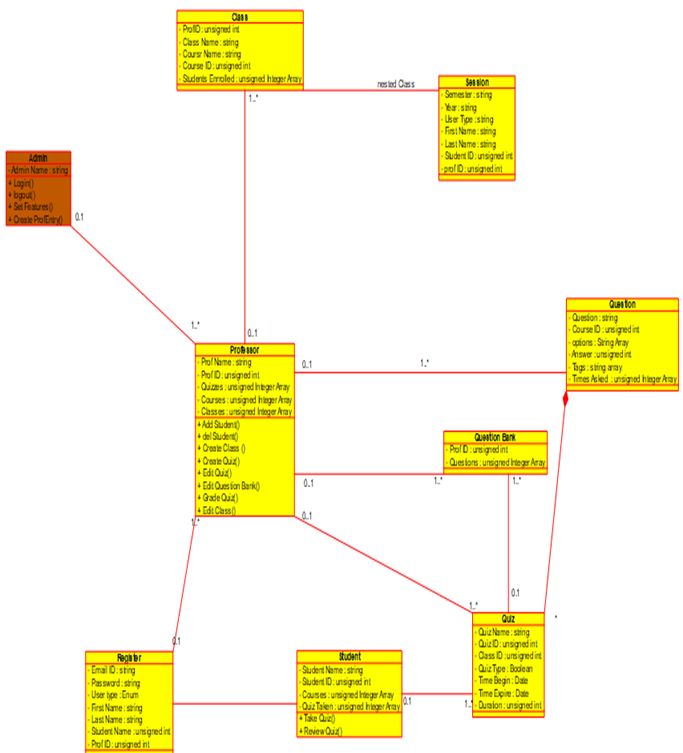 Class
- ProfID : unsigned int
- Class Name : string
- Coursr Name : string
- Course ID : unsigned int
- Students Enrrolled : unsigned Integer Array
nested Class
1..*
Session
- Semester : string
- Year : string
- User Type : string
- First Name : string
- Last Name : string
- Student ID : unsigned int
- prof ID : unsigned int
Admin
- Admin Name : string
+ Login()
+ logout()
+ Set Features()
+ Create ProfEntry()
0.1
1..*
0..1
Question
- Question : string
- Course ID : unsigned int
- options : String Array
- Answer : unsigned int
- Tags : string array
- Times Asked : unsigned Integer Array
Professor
- Prof Name : string
- Prof ID : unsigned int
- Quizzes : unsigned Integer Array
- Courses : unsigned Integer Array
- Classes : unsigned Integer Array
+ Add Student()
+ del Student()
+ Create Class ()
+ Create Quiz()
+ Edit Quiz()
+ Edit Question Bank()
+ Grade Quiz()
+ Edit Class()
0..1
1..*
Question Bank
- Prof ID : unsigned int
- Questions : unsigned Integer Array
0..1
1..*
1..*
0..1
1..*
0.1
1..*
0.1
*
Quiz
- Quiz Name : string
- Quiz ID : unsigned int
- Class ID : unsigned int
- Quiz Type : Boolean
- Time Begin : Date
- Time Expire : Date
- Duration : unsigned int
Register
- Email ID : string
- Password : string
- User type : Enum
- First Name : string
- Last Name : string
- Student Name : unsigned int
- Prof ID : unsigned int
Student
- Student Name : string
- Student ID : unsigned int
- Courses : unsigned Integer Array
- Quiz Taken : unsigned Integer Array
+ Take Quiz()
+ Review Quiz()
0.1